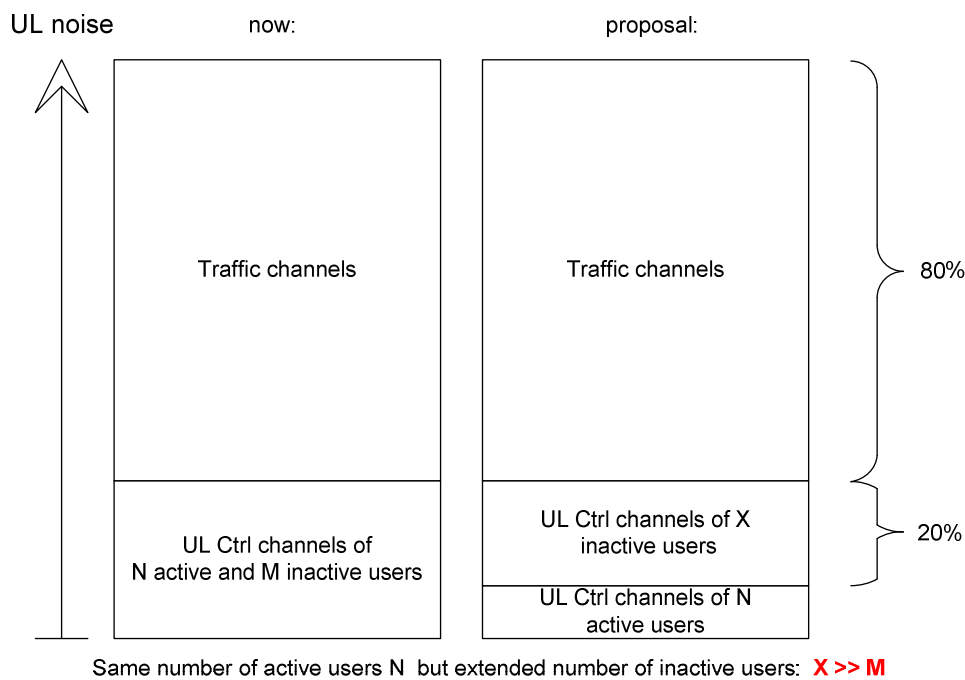 UL noise
now:
proposal:
Traffic channels
Traffic channels
80%
UL Ctrl channels of
N active and M inactive users
UL Ctrl channels of X
inactive users
20%
UL Ctrl channels of N
active users
Same number of active users N but extended number of inactive users: X >> M